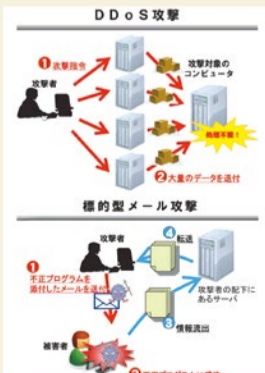 DDoS攻撃
❶攻撃指令
攻撃者
攻撃対象の
コンピュータ
処理不能！
❷大量のデータを送付
標的型メール攻撃
攻撃者
❹転送
❶
不正プログラムを
添付したメールを送付
攻撃者の配下に
あるサーバ
❸情報流出
被害者